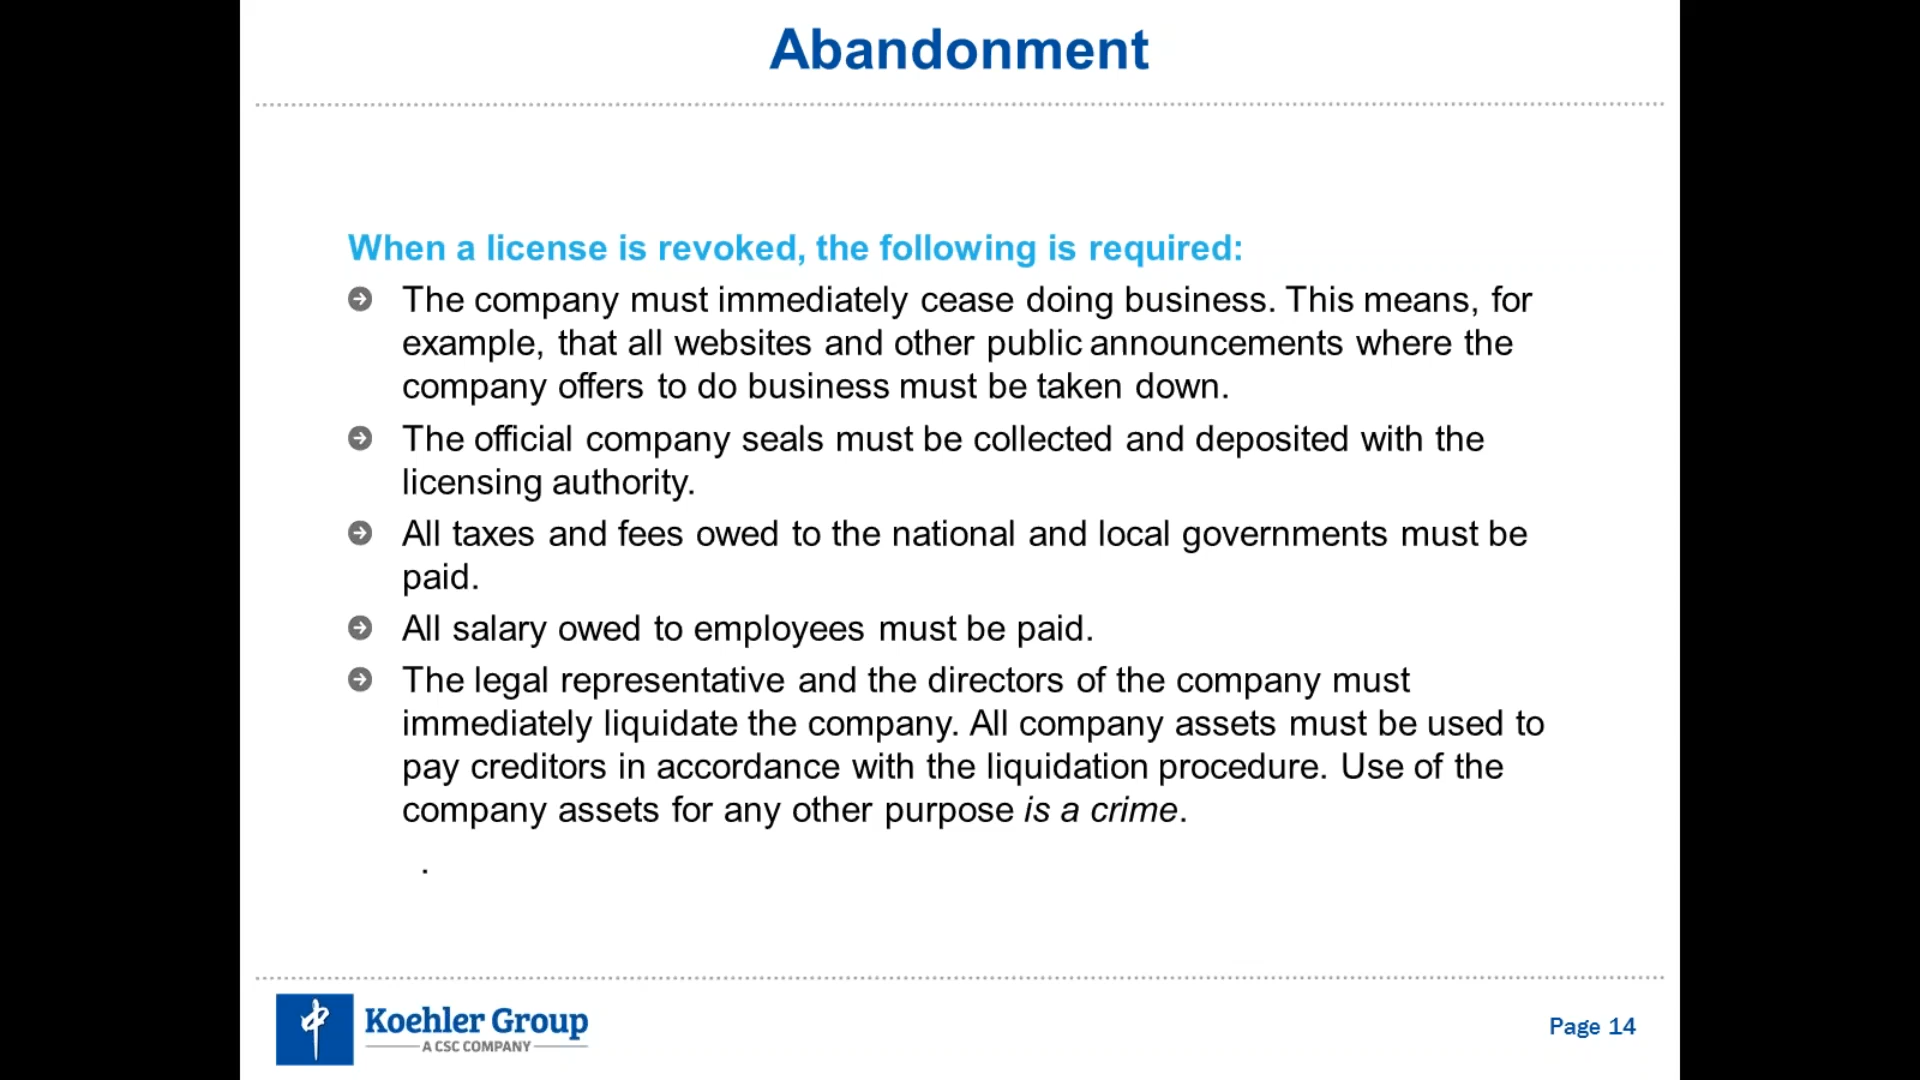 Abandonment
When a license is revoked, the following is required:
The company must immediately cease doing business. This means, for
example, that all websites and other public announcements where the
company offers to do business must be taken down.
The official company seals must be collected and deposited with the
licensing authority.
All taxes and fees owed to the national and local governments must be
paid.
All salary owed to employees must be paid.
The legal representative and the directors of the company must
immediately liquidate the company. All company assets must be used to
pay creditors in accordance with the liquidation procedure. Use of the
company assets for any other purpose is a crime.
.
Koehler Group
A CSC COMPANY
Page 14